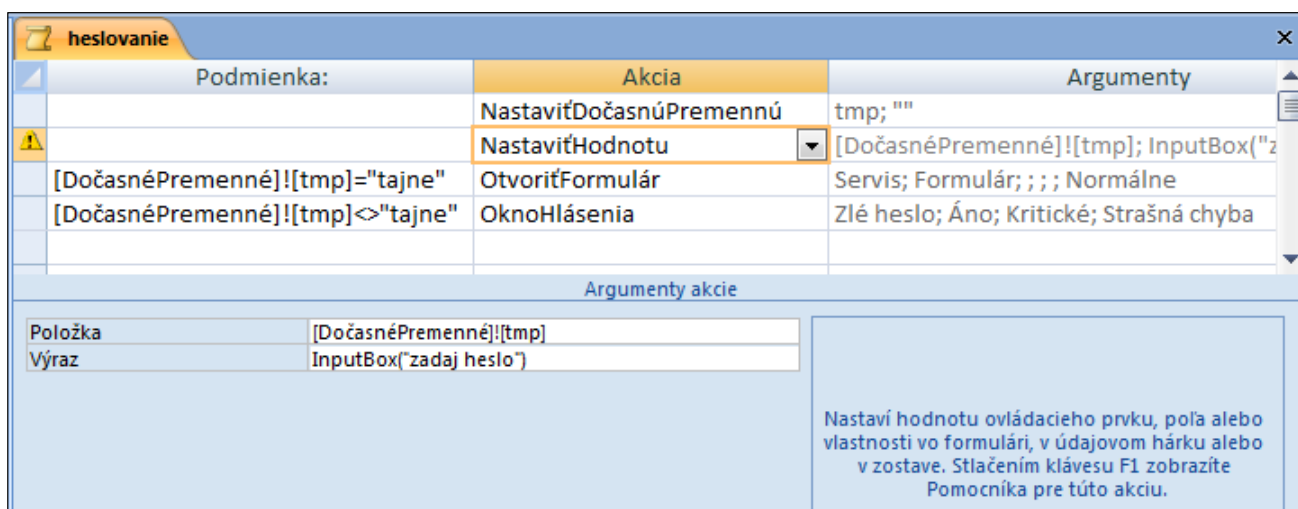 heslovanie
Podmienka: Akcia Argumenty
NastaviťDočasnúPremennú tmp; ""
NastaviťHodnotu [DočasnéPremenné]![tmp]; InputBox("z
[DočasnéPremenné]![tmp]="tajne" OtvoriťFormulár Servis; Formulár; ; ; ; Normálne
[DočasnéPremenné]![tmp]<>"tajne" OknoHlásenia Zlé heslo; Áno; Kritické; Strašná chyba
Argumenty akcie
Položka [DočasnéPremenné]![tmp]
Výraz InputBox("zadaj heslo")
Nastaví hodnotu ovládacieho prvku, poľa alebo
vlastnosti vo formulári, v údajovom hárku alebo
v zostave. Stlačením klávesu F1 zobrazíte
Pomocníka pre túto akciu.